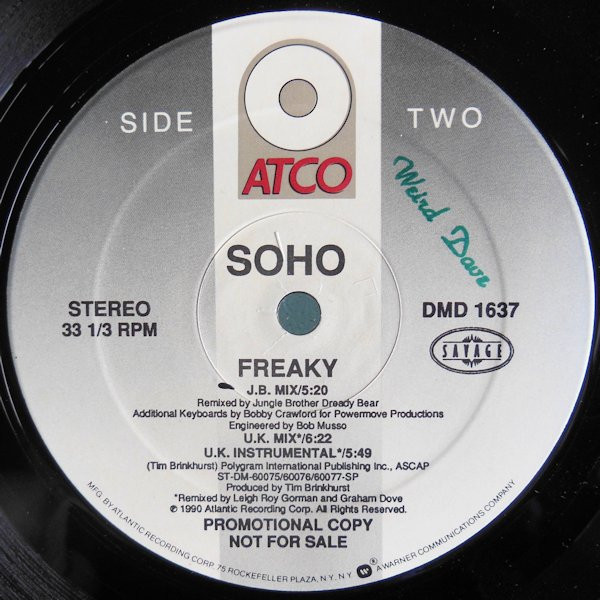 ATCO
SIDE TWO
Weird Dave
SOHO
STEREO
33 1/3 RPM
DMD 1637
SAVAGE
FREAKY
J.B. MIX/5:20
Remixed by Jungle Brother Dready Bear
Additional Keyboards by Bobby Crawford for Powermove Productions
Engineered by Bob Musso
U.K. MIX*/6:22
U.K. INSTRUMENTAL*/5:49
(Tim Brinkhurst) Polygram International Publishing Inc., ASCAP
ST-DM-60075/60076/60077-SP
Produced by Tim Brinkhurst
*Remixed by Leigh Roy Gorman and Graham Dove
℗ © 1990 Atlantic Recording Corp. All Rights Reserved.
PROMOTIONAL COPY
NOT FOR SALE
MFG. BY ATLANTIC RECORDING CORP. 75 ROCKEFELLER PLAZA, N.Y. N.Y. ® A WARNER COMMUNICATIONS COMPANY